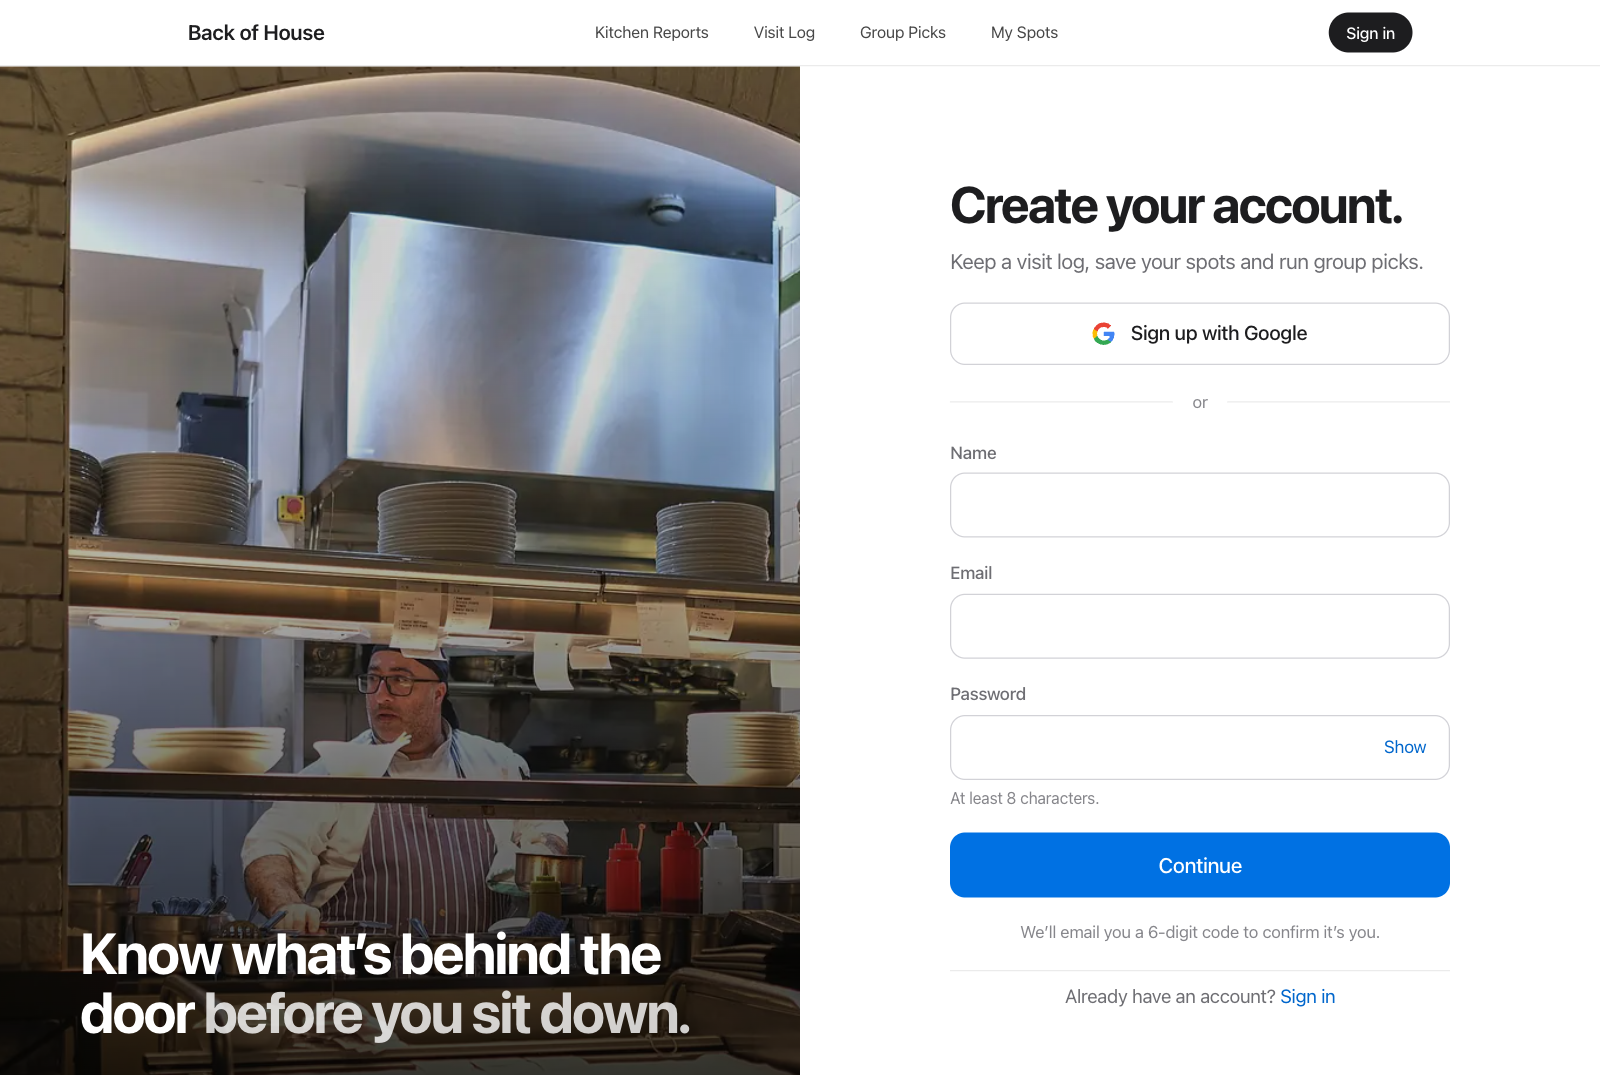 Back of House
Kitchen Reports
Visit Log
Group Picks
My Spots
Sign in
Know what's behind the
door before you sit down.
Create your account.
Keep a visit log, save your spots and run group picks.
Sign up with Google
or
Name
Email
Password
Show
At least 8 characters.
Continue
We'll email you a 6-digit code to confirm it's you.
Already have an account? Sign in